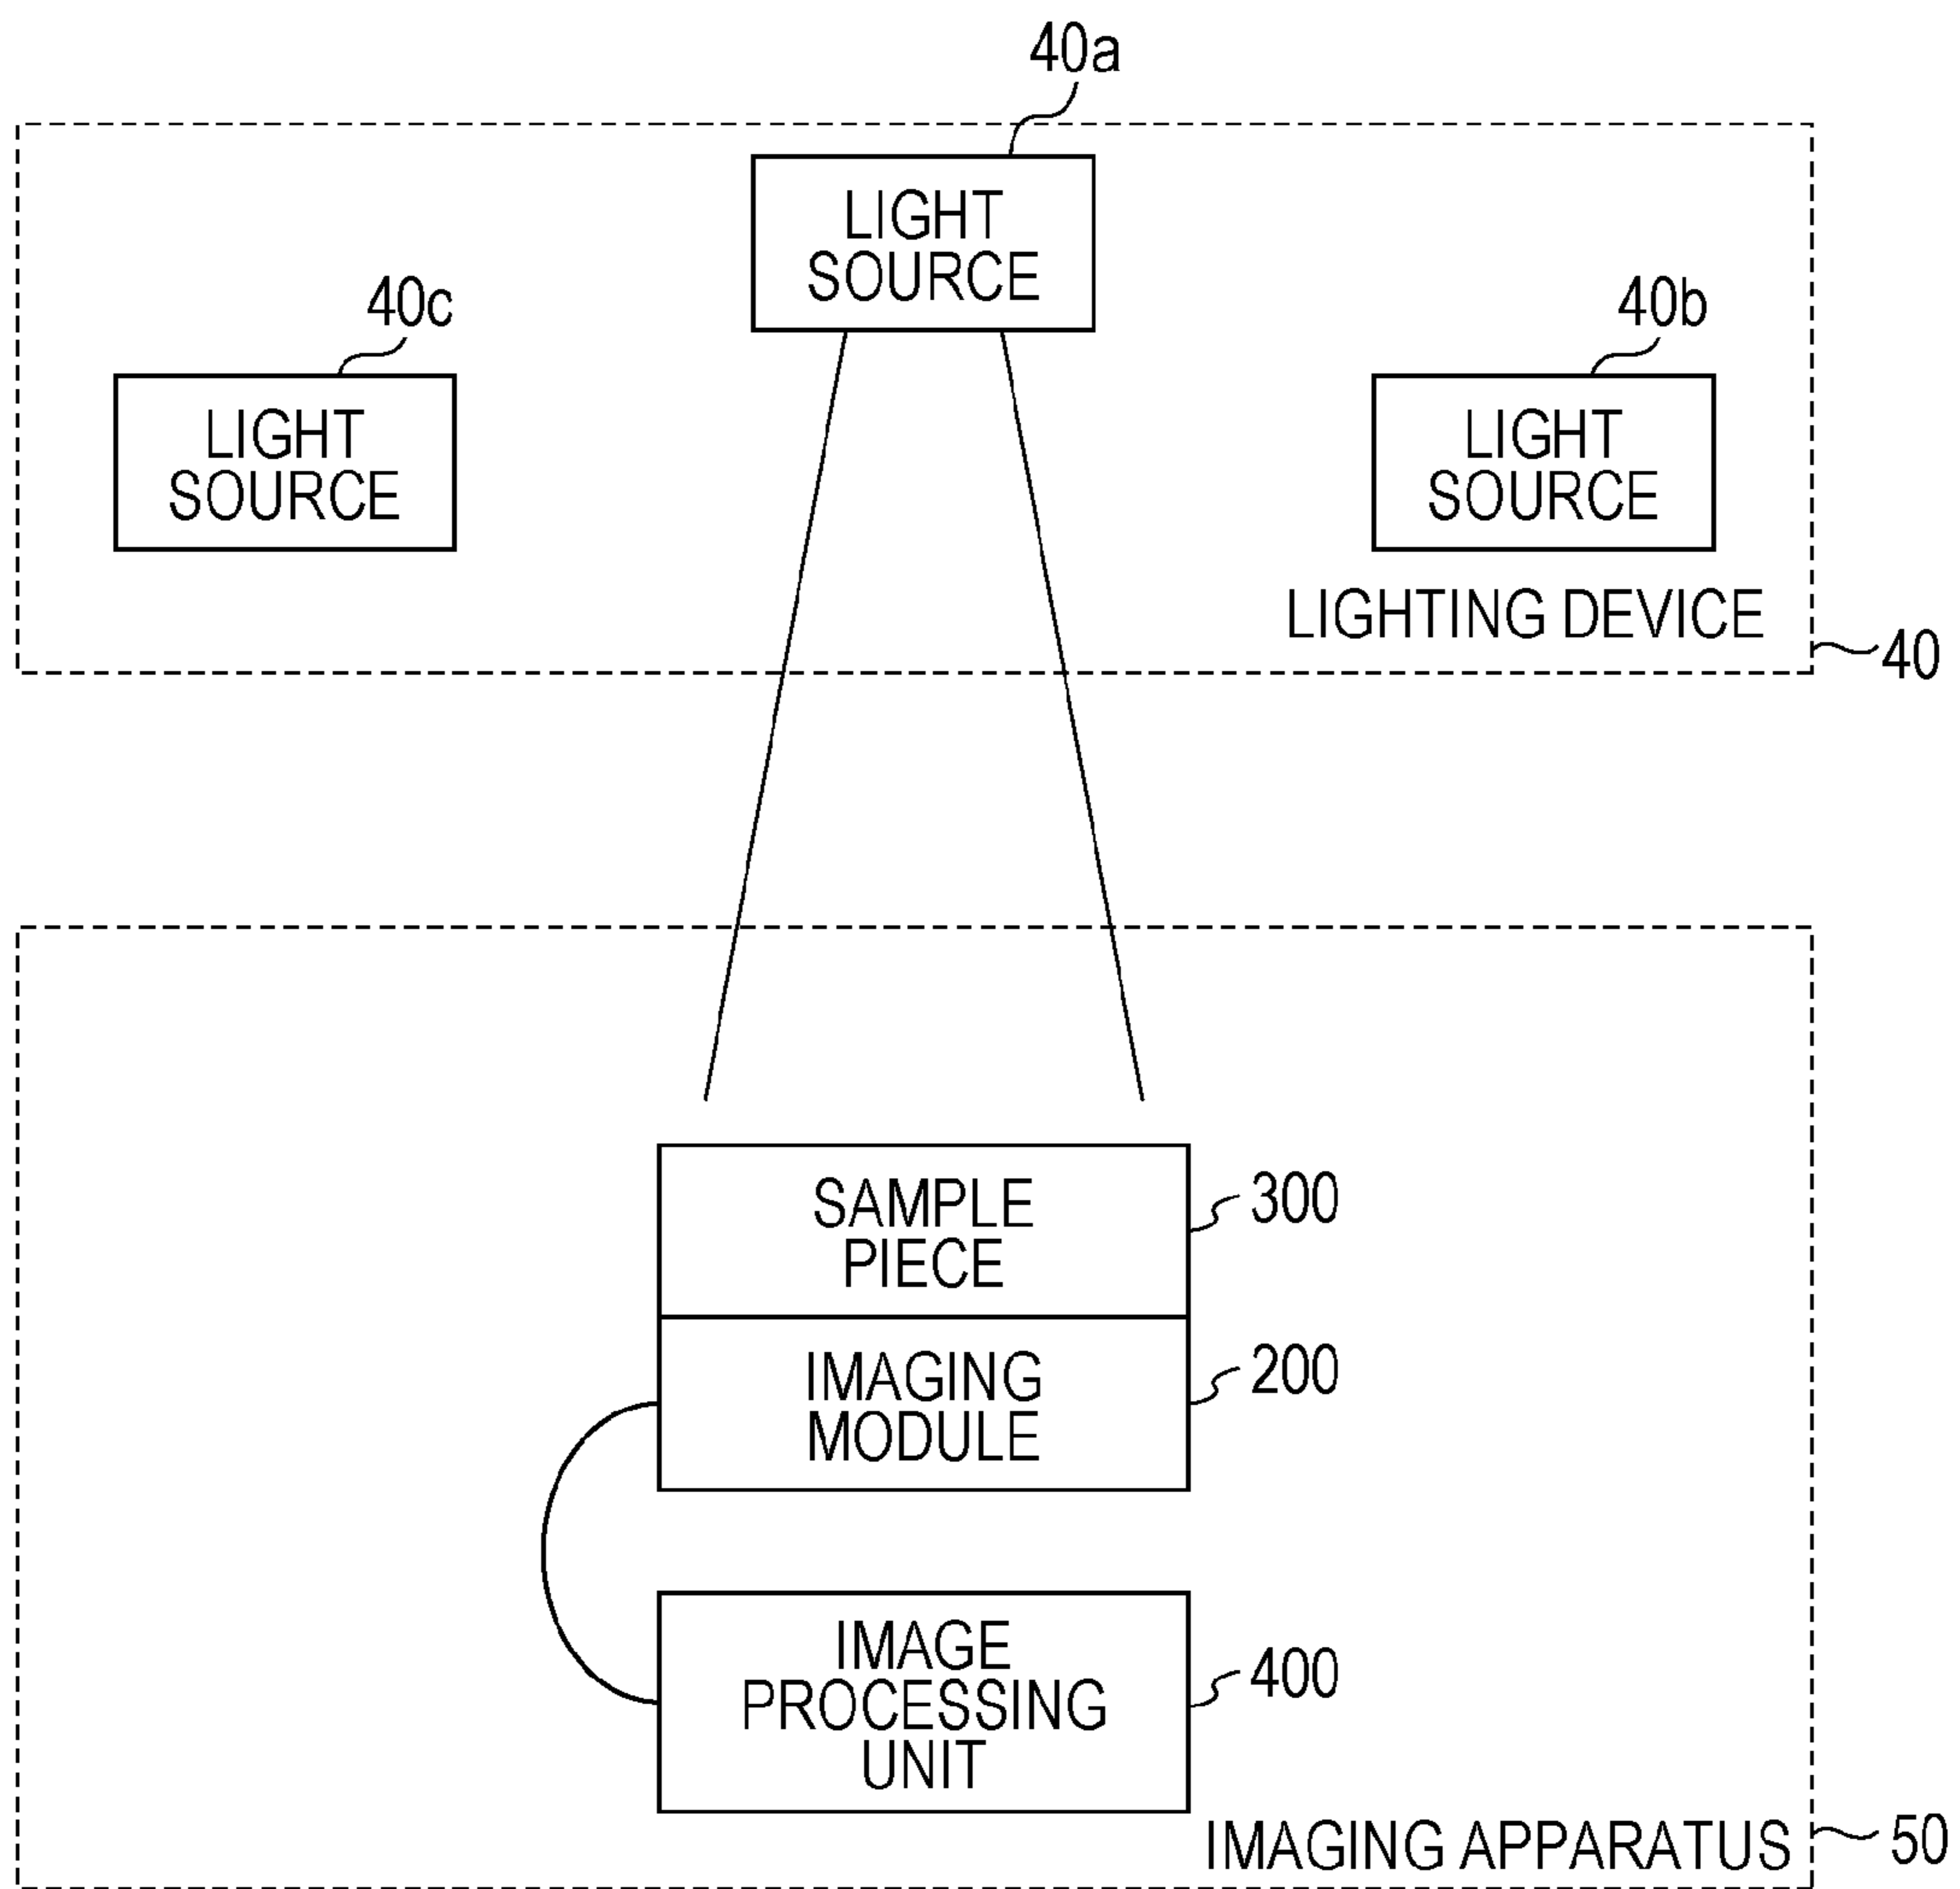 40a
LIGHT
SOURCE
40c
40b
LIGHT
SOURCE
LIGHT
SOURCE
LIGHTING DEVICE
40
SAMPLE
PIECE
300
IMAGING
MODULE
200
IMAGE
PROCESSING
UNIT
400
IMAGING APPARATUS
50